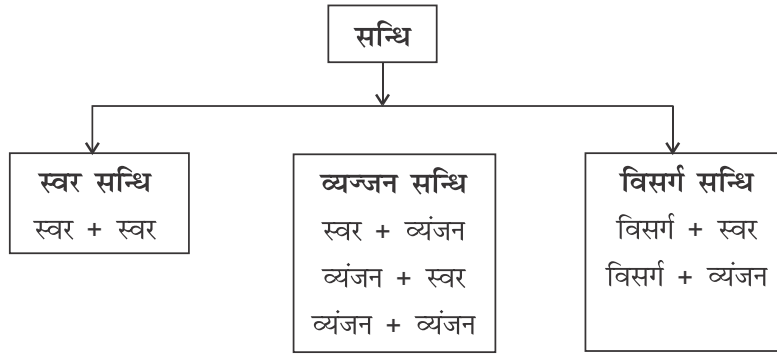 सन्धि
स्वर सन्धि
स्वर + स्वर
व्यज्जन सन्धि
स्वर + व्यंजन
व्यंजन + स्वर
व्यंजन + व्यंजन
विसर्ग सन्धि
विसर्ग + स्वर
विसर्ग + व्यंजन